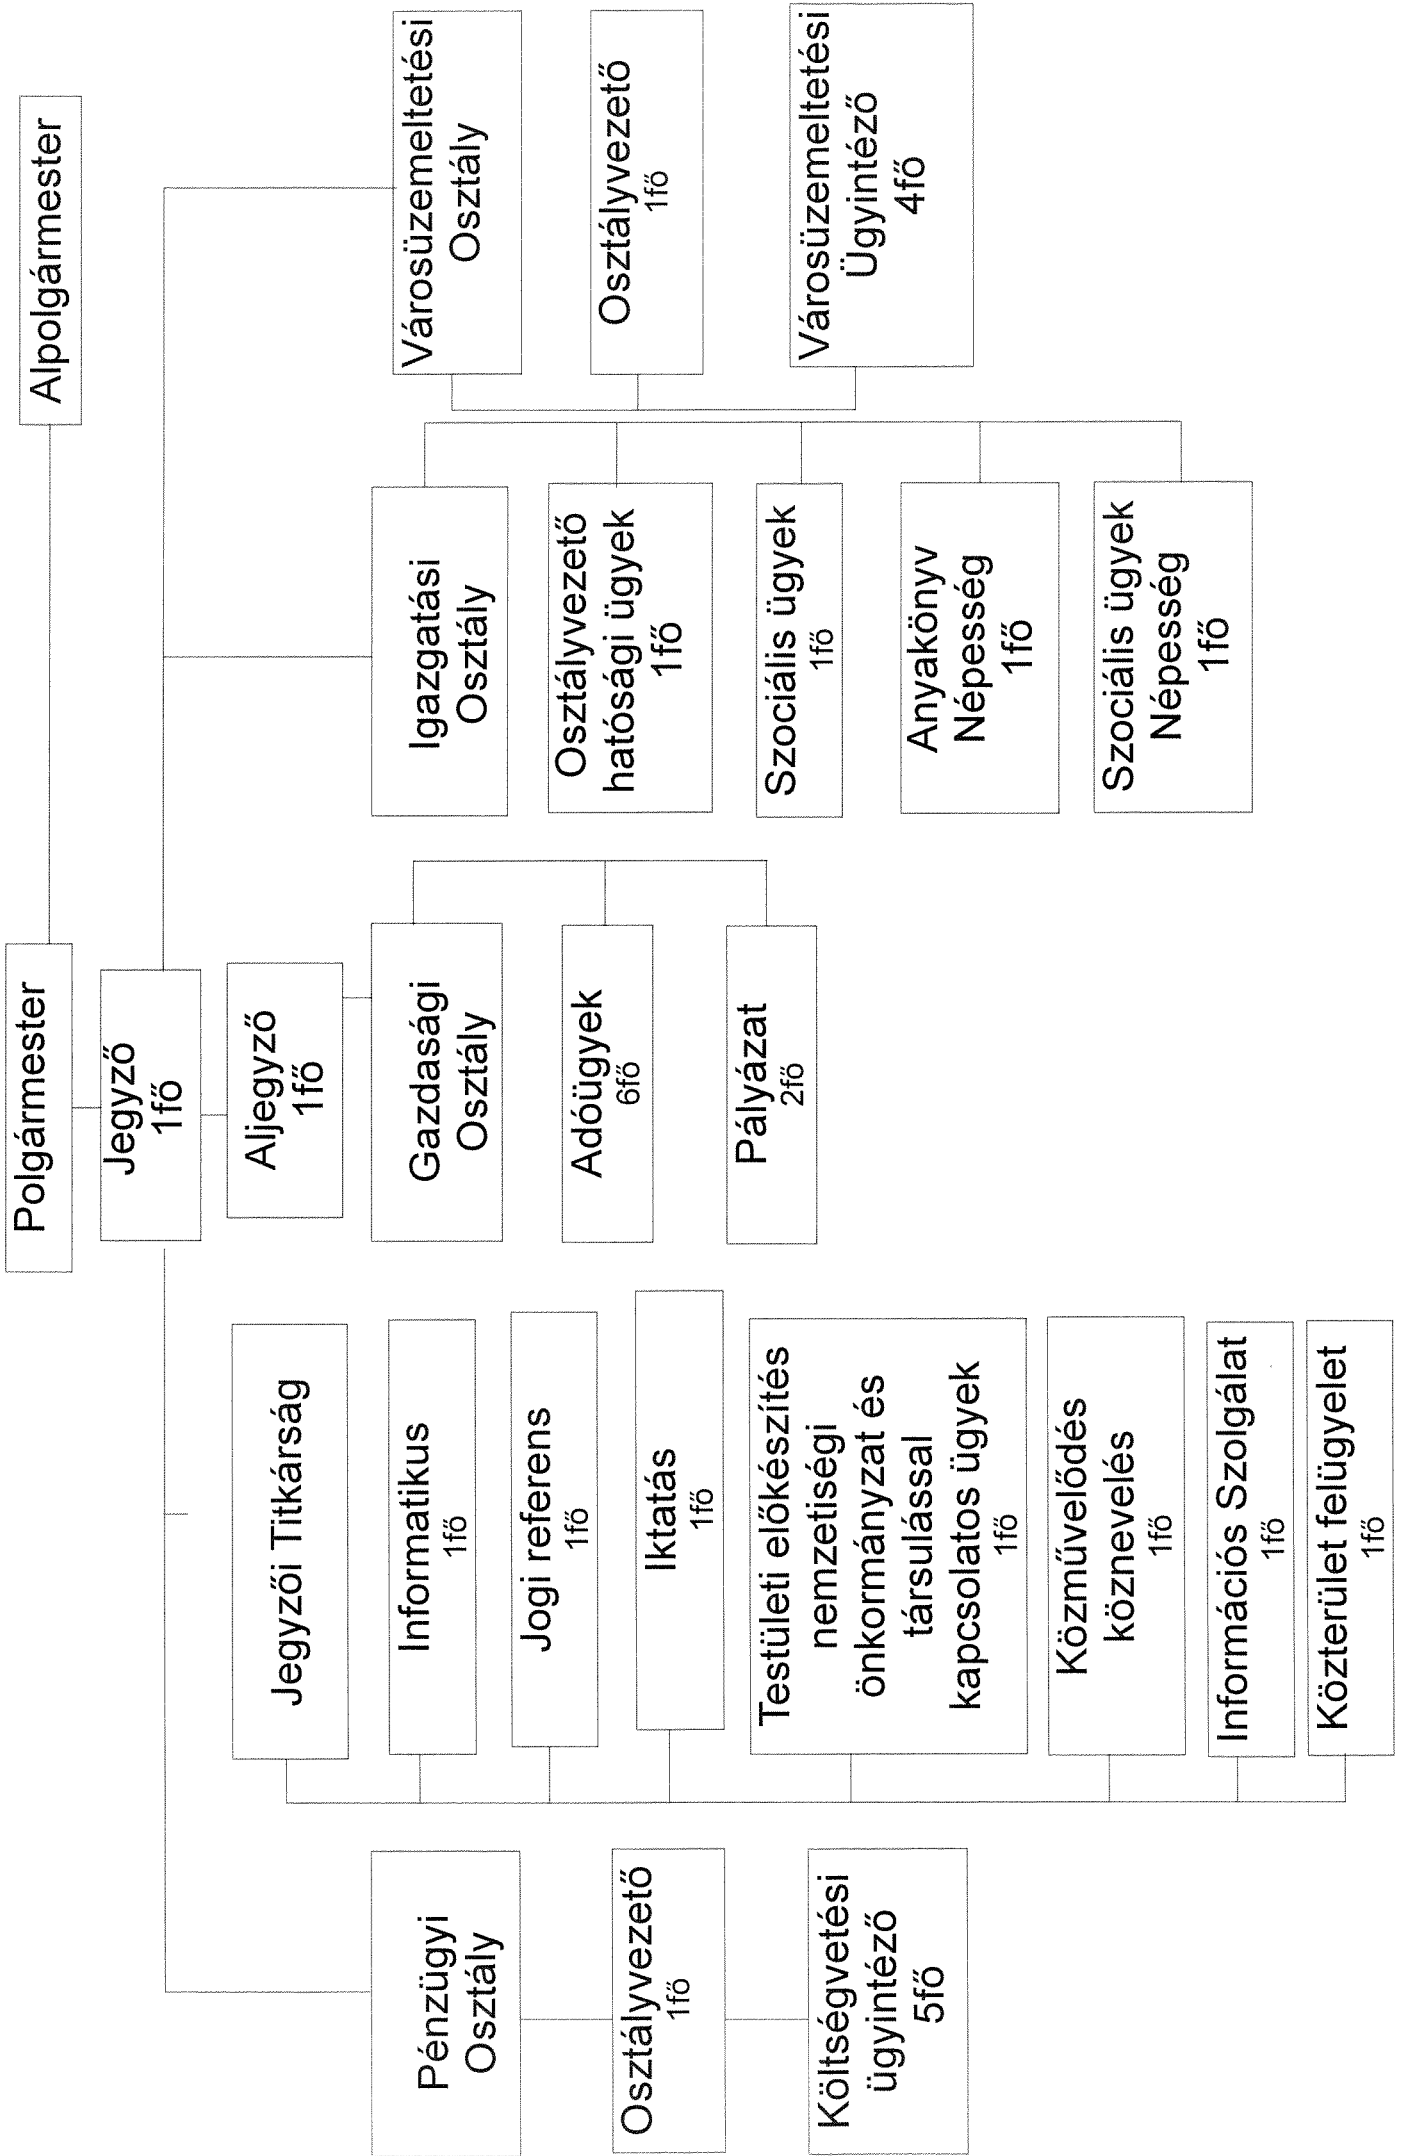 Polgármester
Alpolgármester
Jegyző
1fő
Aljegyző
1fő
Pénzügyi
Osztály
Osztályvezető
1fő
Költségvetési
ügyintéző
5fő
Jegyzői Titkárság
Informatikus
1fő
Jogi referens
1fő
Iktatás
1fő
Testületi előkészítés
nemzetiségi
önkormányzat és
társulással
kapcsolatos ügyek
1fő
Közművelődés
köznevelés
1fő
Információs Szolgálat
1fő
Közterület felügyelet
1fő
Gazdasági
Osztály
Adóügyek
6fő
Pályázat
2fő
Igazgatási
Osztály
Osztályvezető
hatósági ügyek
1fő
Szociális ügyek
1fő
Anyakönyv
Népesség
1fő
Szociális ügyek
Népesség
1fő
Városüzemeltetési
Osztály
Osztályvezető
1fő
Városüzemeltetési
Ügyintéző
4fő